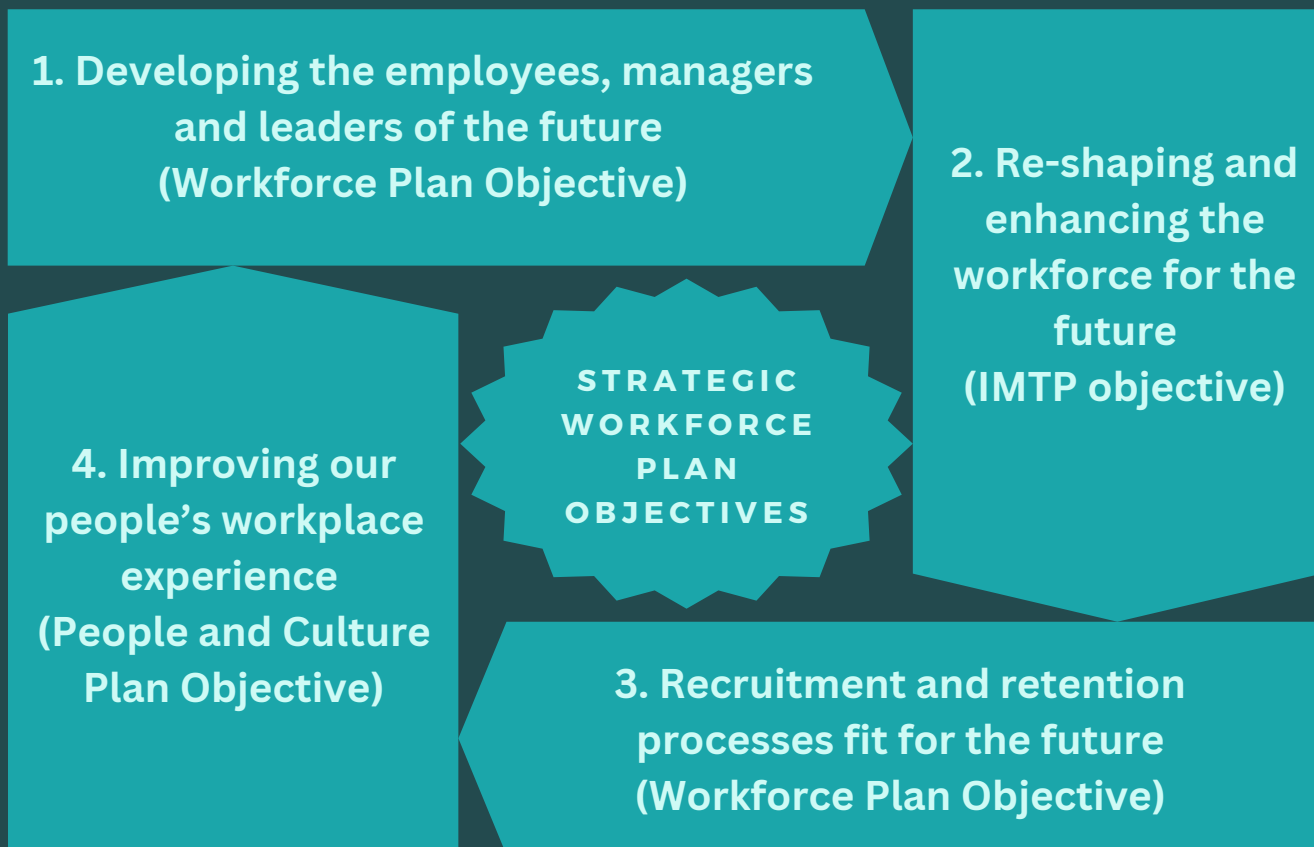 1. Developing the employees, managers
and leaders of the future
(Workforce Plan Objective)
2. Re-shaping and
enhancing the
workforce for the
future
(IMTP objective)
STRATEGIC
WORKFORCE
PLAN
OBJECTIVES
3. Recruitment and retention
processes fit for the future
(Workforce Plan Objective)
4. Improving our
people’s workplace
experience
(People and Culture
Plan Objective)